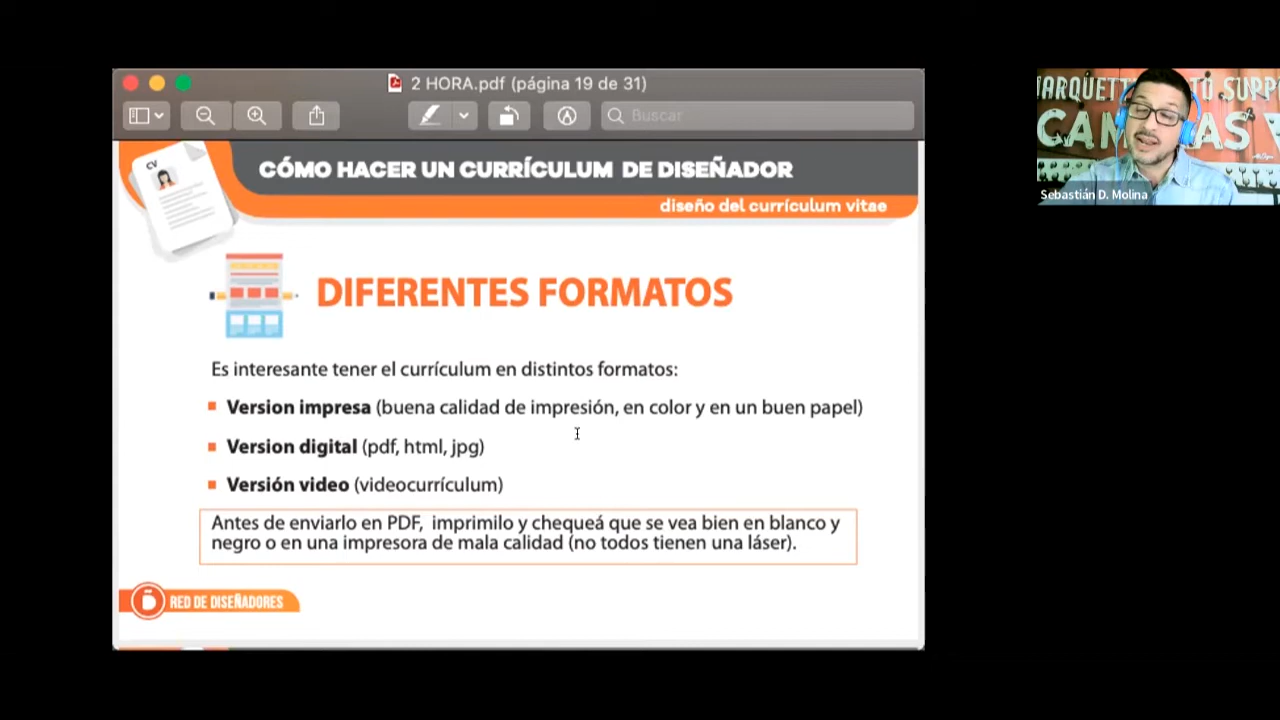 2 HORA.pdf (página 19 de 31)
Buscar
CV
CÓMO HACER UN CURRÍCULUM DE DISEÑADOR
diseño del currículum vitae
DIFERENTES FORMATOS
Es interesante tener el currículum en distintos formatos:
Version impresa (buena calidad de impresión, en color y en un buen papel)
Version digital (pdf, html, jpg)
Versión video (videocurrículum)
Antes de enviarlo en PDF, imprimilo y chequeá que se vea bien en blanco y
negro o en una impresora de mala calidad (no todos tienen una láser).
RED DE DISEÑADORES
Sebastián D. Molina